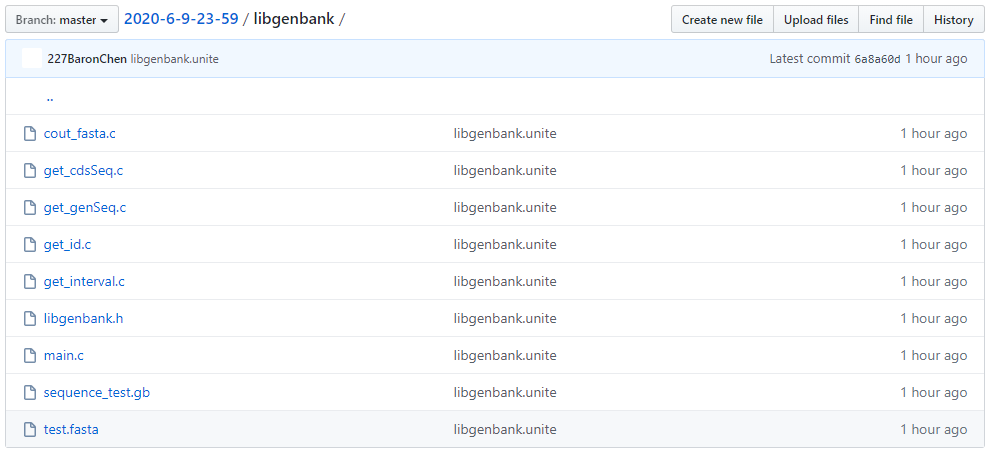 Branch: master 2020-6-9-23-59 / libgenbank / Create new file Upload files Find file History
227BaronChen libgenbank.unite Latest commit 6a8a60d 1 hour ago
..
cout_fasta.c libgenbank.unite 1 hour ago
get_cdsSeq.c libgenbank.unite 1 hour ago
get_genSeq.c libgenbank.unite 1 hour ago
get_id.c libgenbank.unite 1 hour ago
get_interval.c libgenbank.unite 1 hour ago
libgenbank.h libgenbank.unite 1 hour ago
main.c libgenbank.unite 1 hour ago
sequence_test.gb libgenbank.unite 1 hour ago
test.fasta libgenbank.unite 1 hour ago